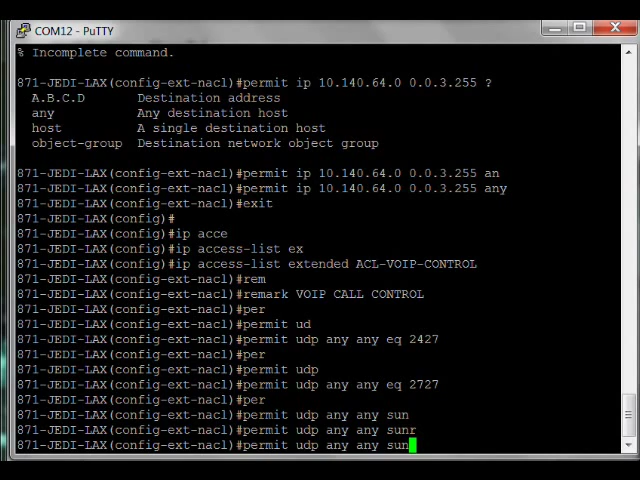 COM12 - PuTTY
% Incomplete command.
871-JEDI-LAX(config-ext-nacl)#permit ip 10.140.64.0 0.0.3.255 ?
A.B.C.D Destination address
any Any destination host
host A single destination host
object-group Destination network object group
871-JEDI-LAX(config-ext-nacl)#permit ip 10.140.64.0 0.0.3.255 an
871-JEDI-LAX(config-ext-nacl)#permit ip 10.140.64.0 0.0.3.255 any
871-JEDI-LAX(config-ext-nacl)#exit
871-JEDI-LAX(config)#
871-JEDI-LAX(config)#ip acce
871-JEDI-LAX(config)#ip access-list ex
871-JEDI-LAX(config)#ip access-list extended ACL-VOIP-CONTROL
871-JEDI-LAX(config-ext-nacl)#rem
871-JEDI-LAX(config-ext-nacl)#remark VOIP CALL CONTROL
871-JEDI-LAX(config-ext-nacl)#per
871-JEDI-LAX(config-ext-nacl)#permit ud
871-JEDI-LAX(config-ext-nacl)#permit udp any any eq 2427
871-JEDI-LAX(config-ext-nacl)#per
871-JEDI-LAX(config-ext-nacl)#permit udp
871-JEDI-LAX(config-ext-nacl)#permit udp any any eq 2727
871-JEDI-LAX(config-ext-nacl)#per
871-JEDI-LAX(config-ext-nacl)#permit udp any any sun
871-JEDI-LAX(config-ext-nacl)#permit udp any any sunr
871-JEDI-LAX(config-ext-nacl)#permit udp any any sun